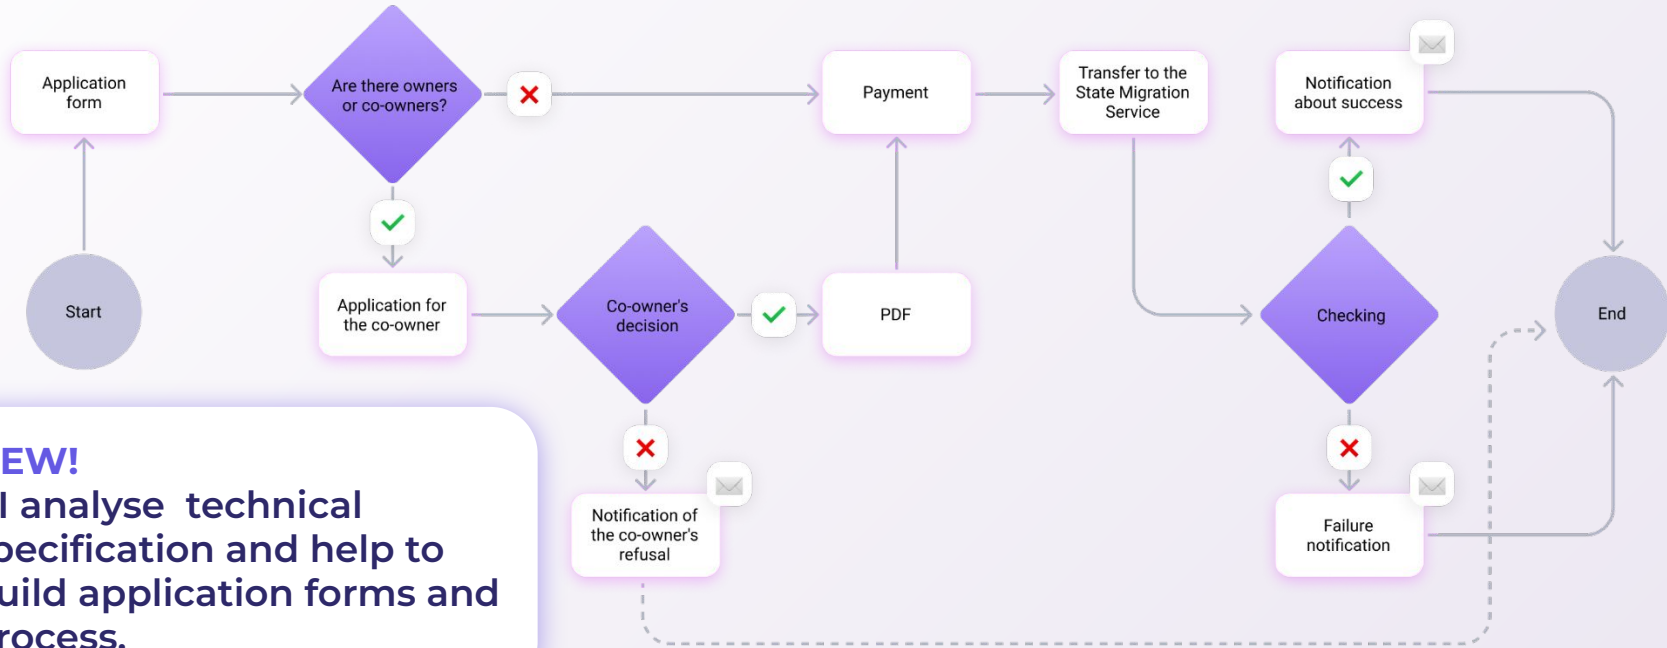 Application
form
Are there owners
or co-owners?
Payment
Transfer to the
State Migration
Service
Notification
about success
Start
Application for
the co-owner
Co-owner's
decision
PDF
Checking
End
Notification of
the co-owner's
refusal
Failure
notification
EW!
I analyse technical
pecification and help to
uild application forms and
rocess.